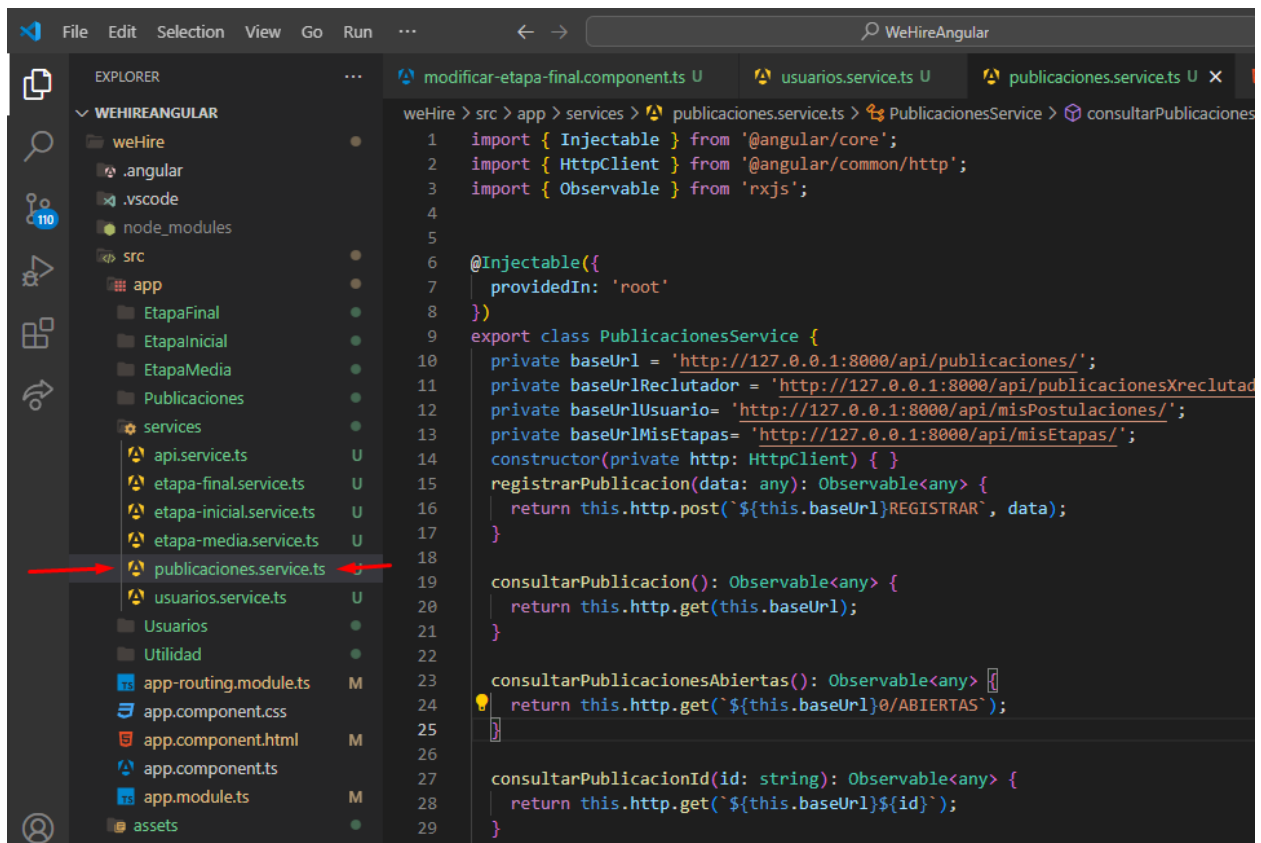 File Edit Selection View Go Run ··· WeHireAngular
EXPLORER ···
WEHIREANGULAR
weHire
.angular
.vscode
110
node_modules
src
app
EtapaFinal
EtapaInicial
EtapaMedia
Publicaciones
services
api.service.ts U
etapa-final.service.ts U
etapa-inicial.service.ts U
etapa-media.service.ts U
publicaciones.service.ts U
usuarios.service.ts U
Usuarios
Utilidad
TS app-routing.module.ts M
app.component.css
app.component.html M
app.component.ts
TS app.module.ts M
assets
modificar-etapa-final.component.ts U usuarios.service.ts U publicaciones.service.ts U
weHire > src > app > services > publicaciones.service.ts > PublicacionesService > consultarPublicaciones
1 import { Injectable } from '@angular/core';
2 import { HttpClient } from '@angular/common/http';
3 import { Observable } from 'rxjs';
4
5
6 @Injectable({
7 providedIn: 'root'
8 })
9 export class PublicacionesService {
10 private baseUrl = 'http://127.0.0.1:8000/api/publicaciones/';
11 private baseUrlReclutador = 'http://127.0.0.1:8000/api/publicacionesXreclutad
12 private baseUrlUsuario= 'http://127.0.0.1:8000/api/misPostulaciones/';
13 private baseUrlMisEtapas= 'http://127.0.0.1:8000/api/misEtapas/';
14 constructor(private http: HttpClient) { }
15 registrarPublicacion(data: any): Observable<any> {
16 return this.http.post(`${this.baseUrl}REGISTRAR`, data);
17 }
18
19 consultarPublicacion(): Observable<any> {
20 return this.http.get(this.baseUrl);
21 }
22
23 consultarPublicacionesAbiertas(): Observable<any> {
24 return this.http.get(`${this.baseUrl}0/ABIERTAS`);
25 }
26
27 consultarPublicacionId(id: string): Observable<any> {
28 return this.http.get(`${this.baseUrl}${id}`);
29 }